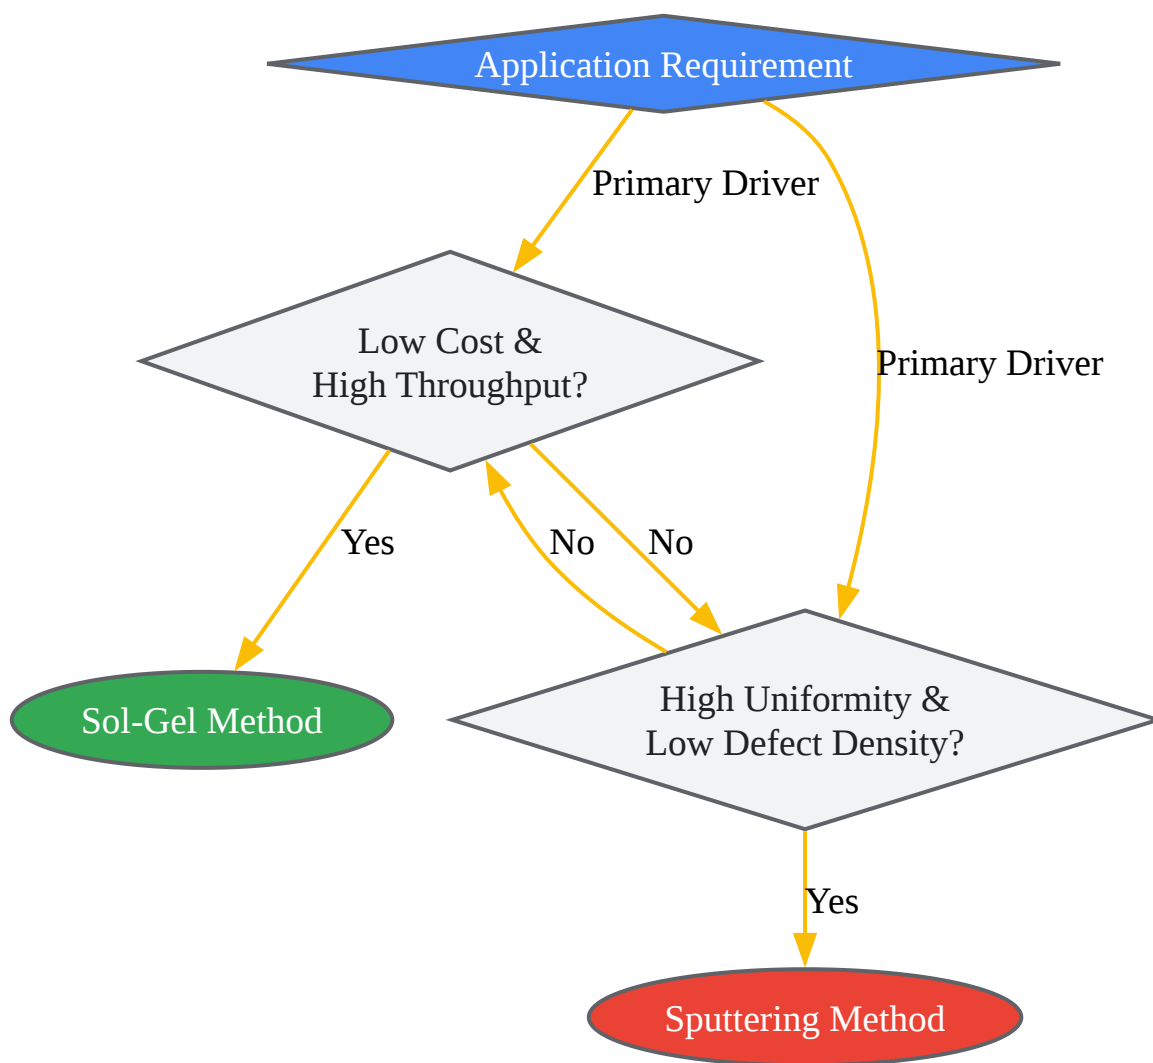 Application Requirement
Primary Driver
Low Cost &
High Throughput?
Primary Driver
Yes
No
No
High Uniformity &
Low Defect Density?
Sol-Gel Method
Yes
Sputtering Method